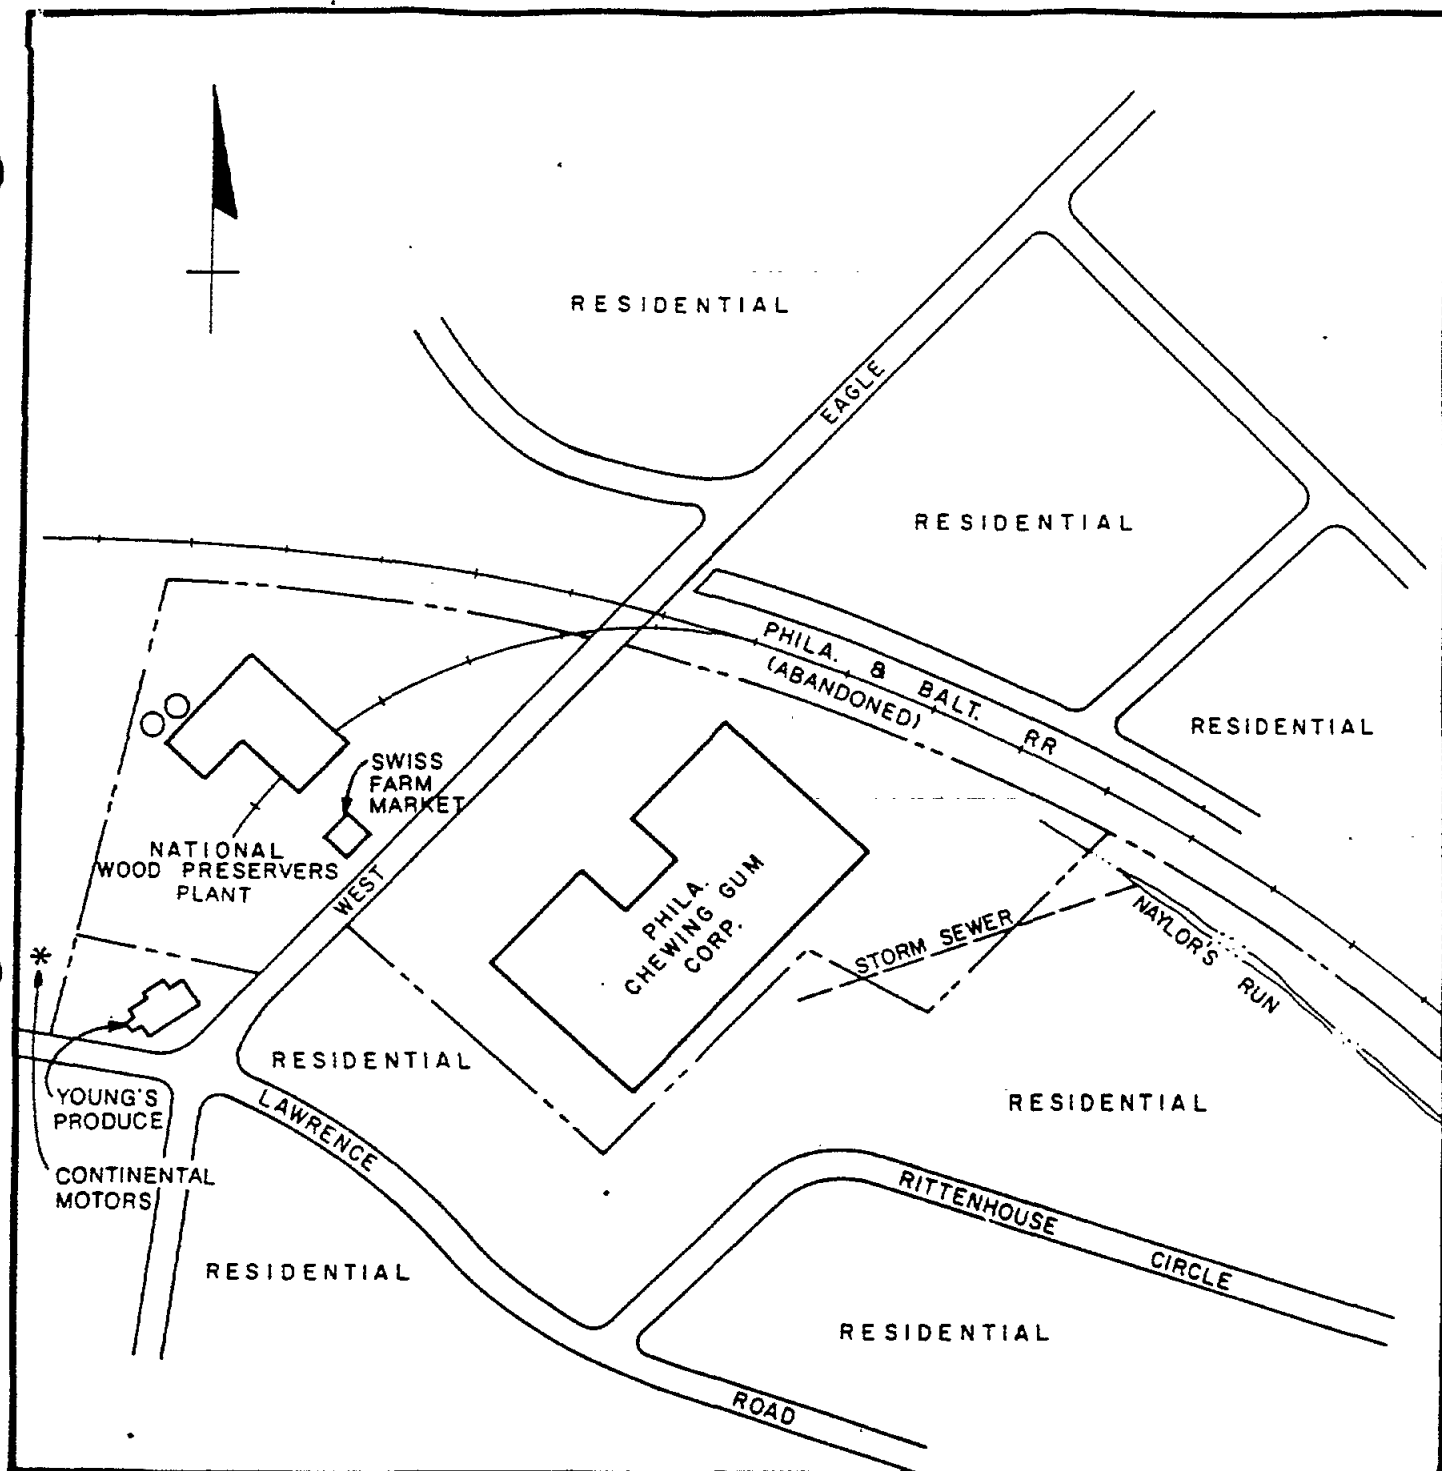 RESIDENTIAL
EAGLE
RESIDENTIAL
PHILA. & BALT. RR
(ABANDONED)
RESIDENTIAL
SWISS
FARM
MARKET
NATIONAL
WOOD PRESERVERS
PLANT
WEST
PHILA.
CHEWING GUM
CORP.
STORM SEWER
NAYLOR'S RUN
*
RESIDENTIAL
YOUNG'S
PRODUCE
LAWRENCE
RESIDENTIAL
CONTINENTAL
MOTORS
RITTENHOUSE CIRCLE
RESIDENTIAL
RESIDENTIAL
ROAD